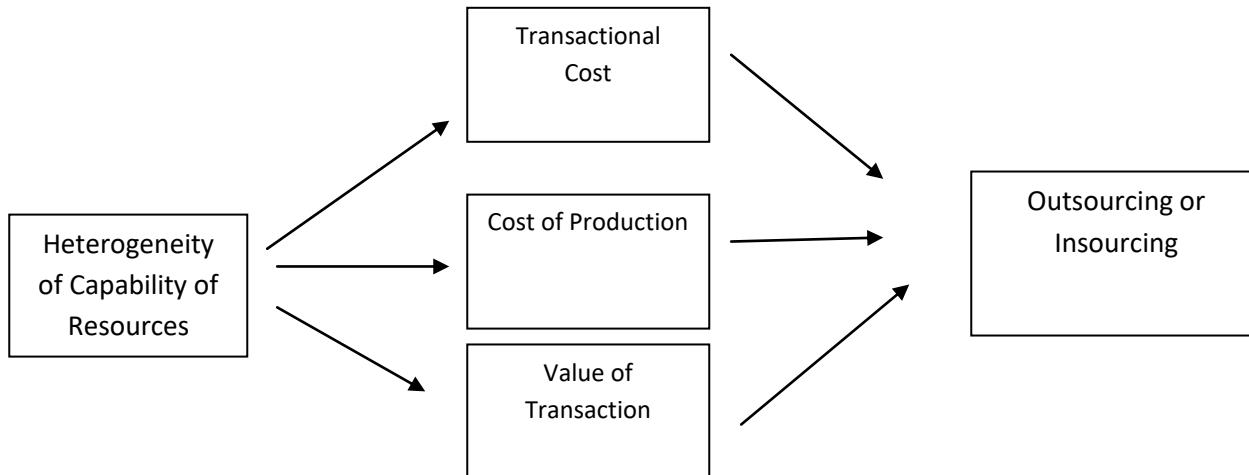 Transactional
Cost
Cost of Production
Value of
Transaction
Heterogeneity
of Capability of
Resources
Outsourcing or
Insourcing